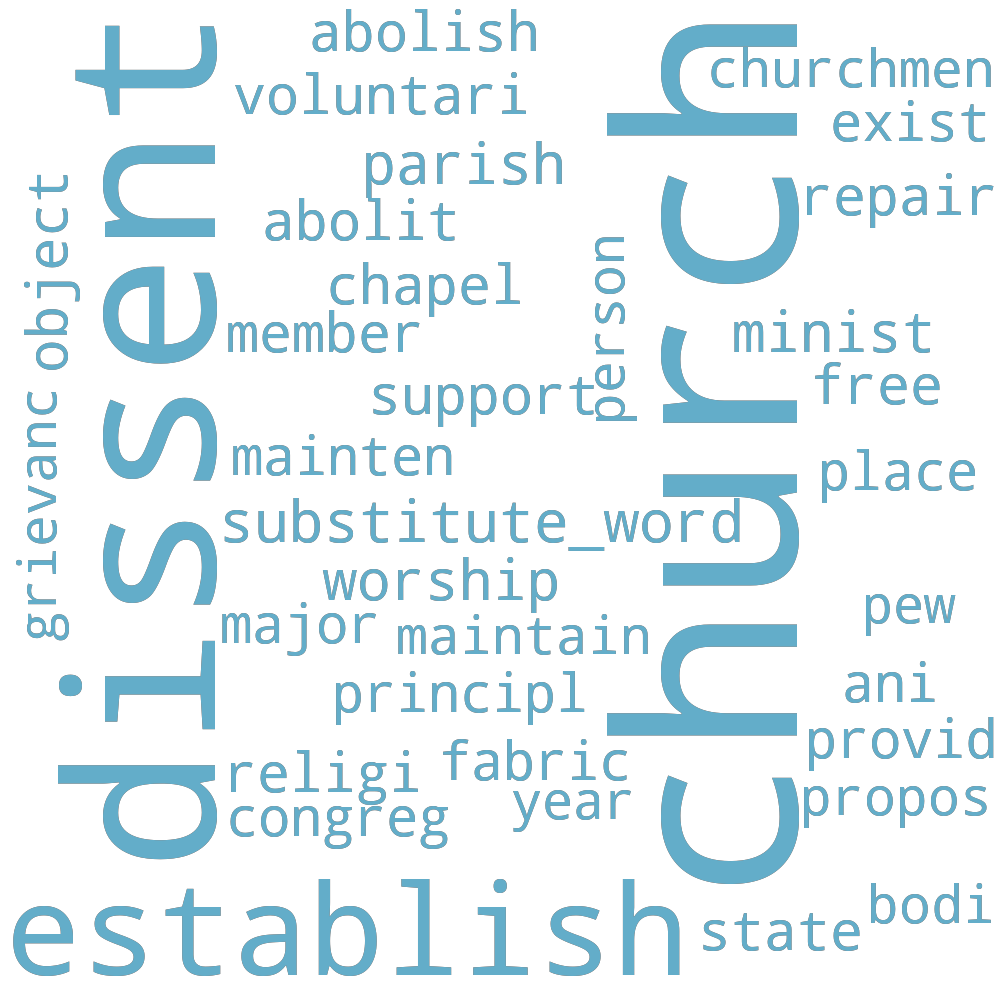 abolish
churchmen
voluntari
exist
parish
repair
abolit
object
dissent
church
chapel
person
member
minist
free
support
grievanc
mainten
place
substitute_word
worship
pew
major
maintain
principl
ani
provid
religi
fabric
year
propos
congreg
establish
state
bodi